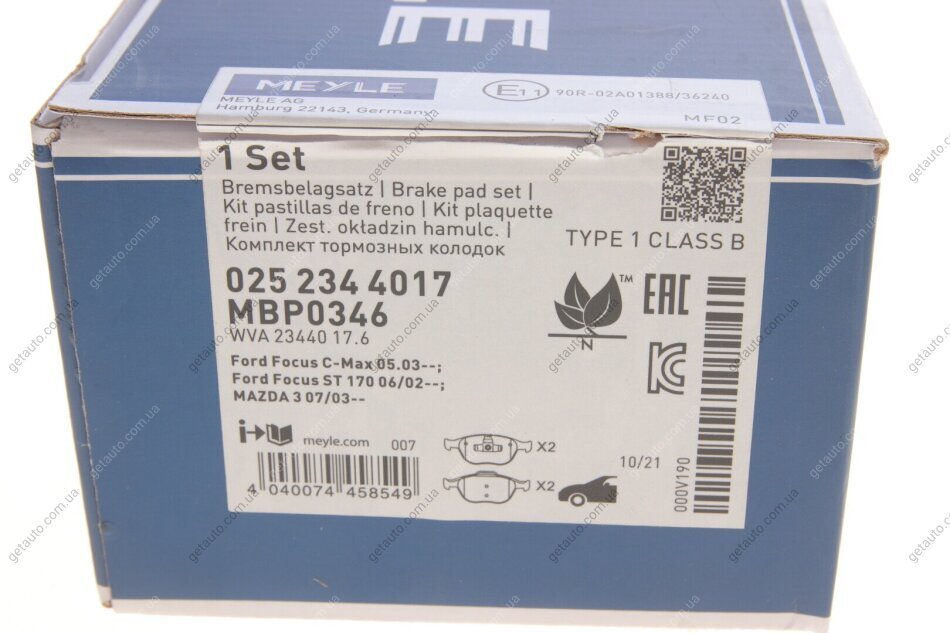 MEYLE
MEYLE AG
Hamburg 22143, Germany
E11 90R-02A01388/36240
MF02
1 Set
Bremsbelagsatz | Brake pad set |
Kit pastillas de freno | Kit plaquette
frein | Zest. okładzin hamulc. |
Комплект тормозных колодок
TYPE 1 CLASS B
025 234 4017
MBP0346
WVA 23440 17.6
Ford Focus C-Max 05.03--;
Ford Focus ST 170 06/02--;
MAZDA 3 07/03--
TM
N
EAC
KC
i
meyle.com 007
X2
X2
4 040074 458549
10/21
000V190
getauto.com.ua